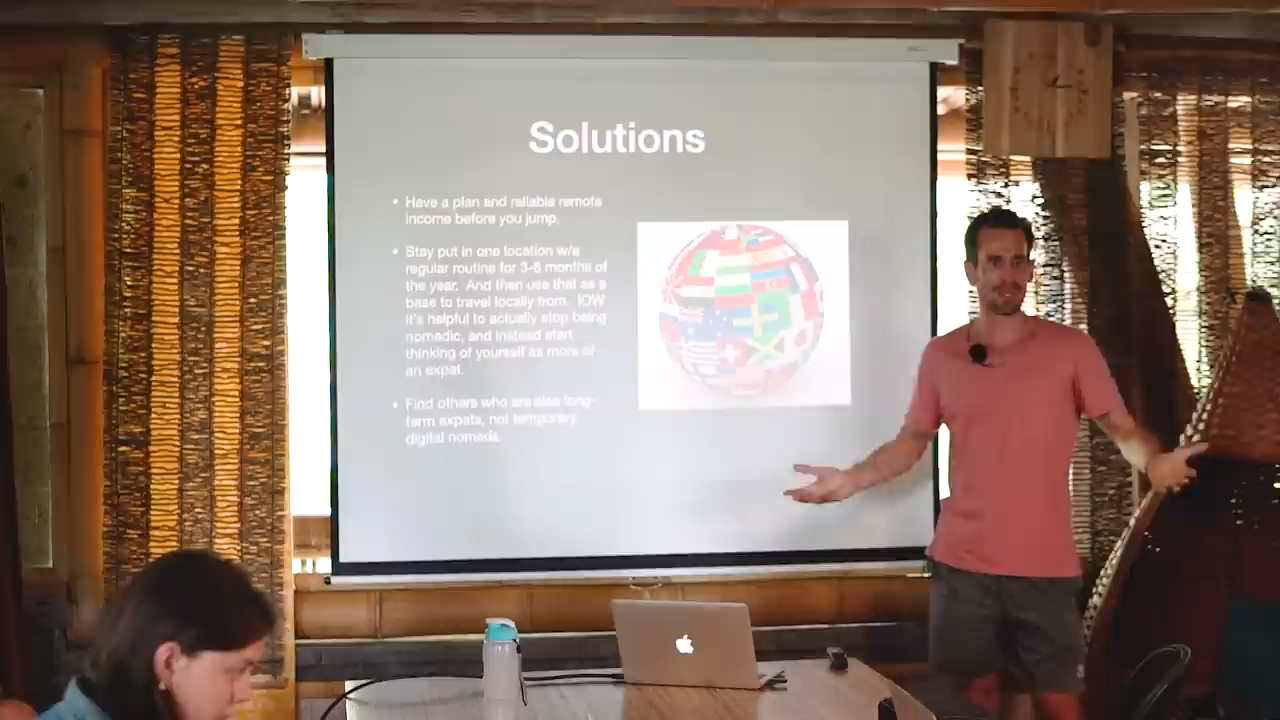 Solutions
• Have a plan and reliable remote
income before you jump.
• Stay put in one location w/a
regular routine for 3-6 months of
the year. And then use that as a
base to travel locally from. IOW
it's helpful to actually stop being
nomadic, and instead start
thinking of yourself as more of
an expat.
• Find others who are also long-
term expats, not temporary
digital nomads.